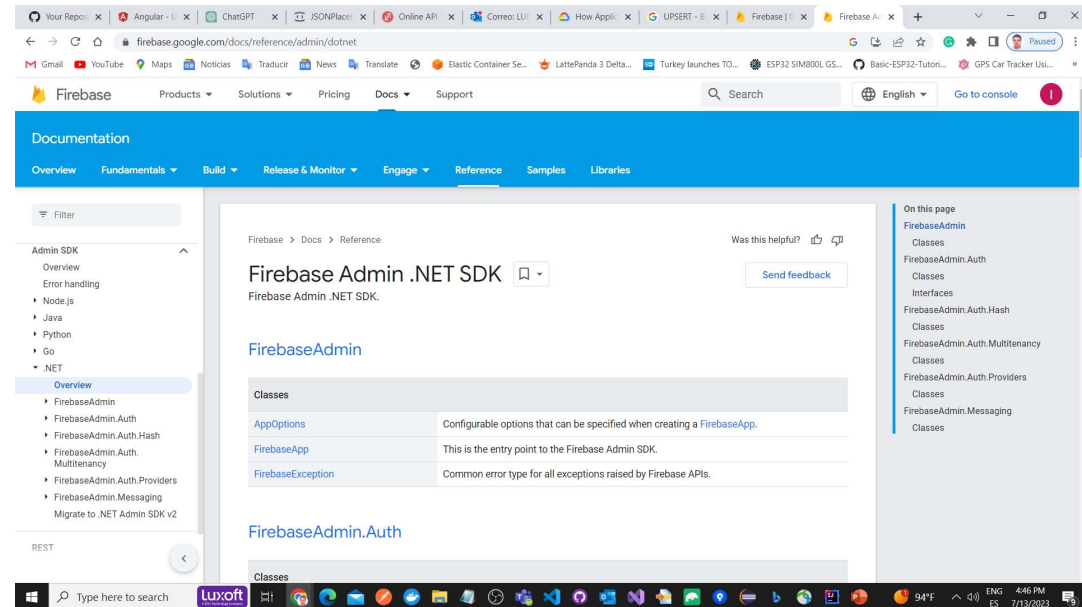 Your Reposi
Angular - U
ChatGPT
JSONPlaceh
Online API
Correo: LUI
How Applic
UPSERT - B
Firebase | C
Firebase Ac
firebase.google.com/docs/reference/admin/dotnet
Paused
Gmail
YouTube
Maps
Noticias
Traducir
News
Translate
Elastic Container Se...
LattePanda 3 Delta...
Turkey launches TO...
ESP32 SIM800L GS...
Basic-ESP32-Tutori...
GPS Car Tracker Usi...
»
Firebase
Products
Solutions
Pricing
Docs
Support
Search
English
Go to console
I
Documentation
Overview
Fundamentals
Build
Release & Monitor
Engage
Reference
Samples
Libraries
Filter
Admin SDK
Overview
Error handling
Node.js
Java
Python
Go
.NET
Overview
FirebaseAdmin
FirebaseAdmin.Auth
FirebaseAdmin.Auth.Hash
FirebaseAdmin.Auth.
Multitenancy
FirebaseAdmin.Auth.Providers
FirebaseAdmin.Messaging
Migrate to .NET Admin SDK v2
REST
Firebase > Docs > Reference
Was this helpful?
Firebase Admin .NET SDK
Send feedback
Firebase Admin .NET SDK.
FirebaseAdmin
Classes
AppOptions
Configurable options that can be specified when creating a FirebaseApp.
FirebaseApp
This is the entry point to the Firebase Admin SDK.
FirebaseException
Common error type for all exceptions raised by Firebase APIs.
FirebaseAdmin.Auth
Classes
On this page
FirebaseAdmin
Classes
FirebaseAdmin.Auth
Classes
Interfaces
FirebaseAdmin.Auth.Hash
Classes
FirebaseAdmin.Auth.Multitenancy
Classes
FirebaseAdmin.Auth.Providers
Classes
FirebaseAdmin.Messaging
Classes
Type here to search
luxoft
94°F
ENG
ES
4:46 PM
7/13/2023